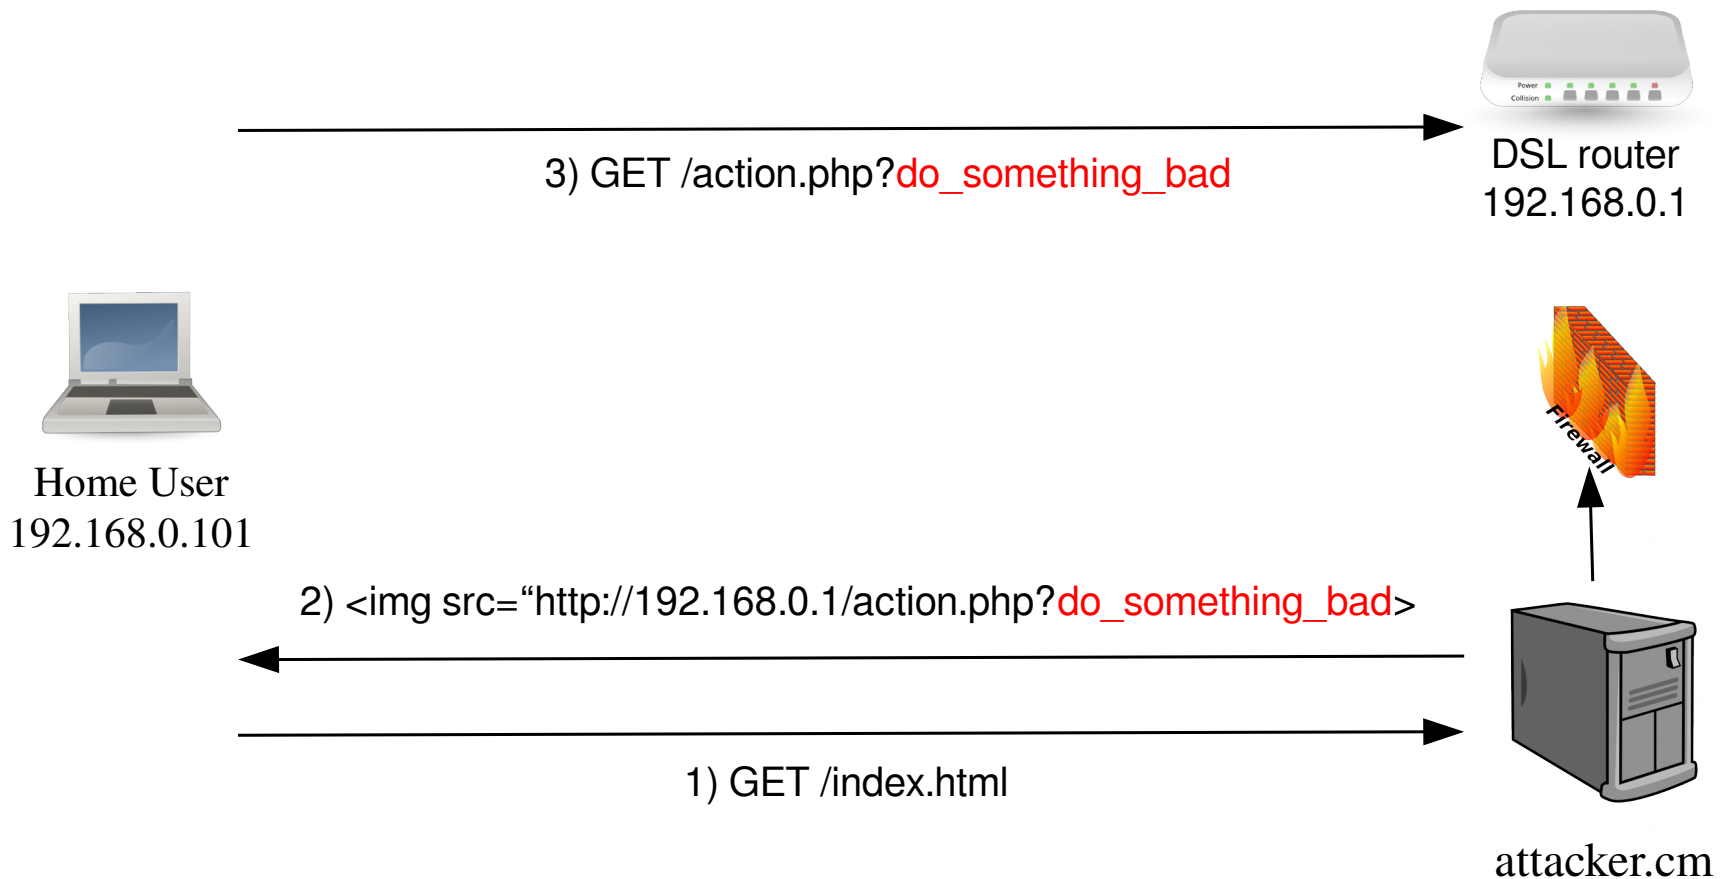 Power
Collision
DSL router
192.168.0.1
3) GET /action.php?do_something_bad
Firewall
Home User
192.168.0.101
2) <img src=“http://192.168.0.1/action.php?do_something_bad>
1) GET /index.html
attacker.cm